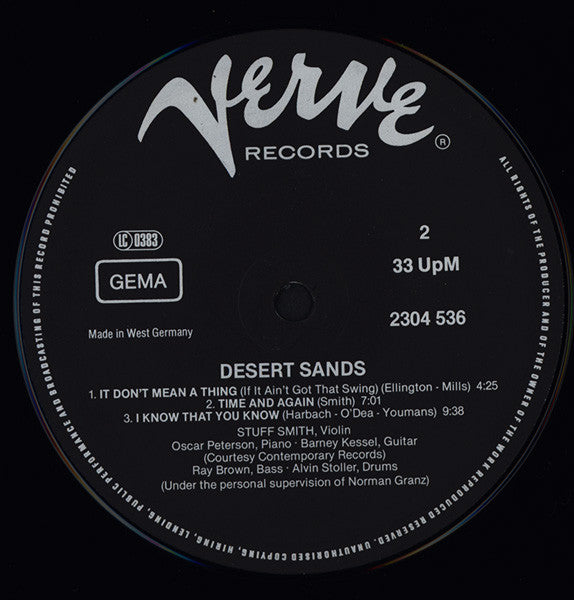 Verve
RECORDS
®
LC 0383
GEMA
2
33 UpM
2304 536
Made in West Germany
DESERT SANDS
1. IT DON'T MEAN A THING (If It Ain't Got That Swing) (Ellington - Mills) 4:25
2. TIME AND AGAIN (Smith) 7:01
3. I KNOW THAT YOU KNOW (Harbach - O'Dea - Youmans) 9:38
STUFF SMITH, Violin
Oscar Peterson, Piano · Barney Kessel, Guitar
(Courtesy Contemporary Records)
Ray Brown, Bass · Alvin Stoller, Drums
(Under the personal supervision of Norman Granz)
ALL RIGHTS OF THE PRODUCER AND OF THE OWNER OF THE WORK REPRODUCED RESERVED. UNAUTHORISED COPYING, HIRING, LENDING, PUBLIC PERFORMANCE AND BROADCASTING OF THIS RECORD PROHIBITED